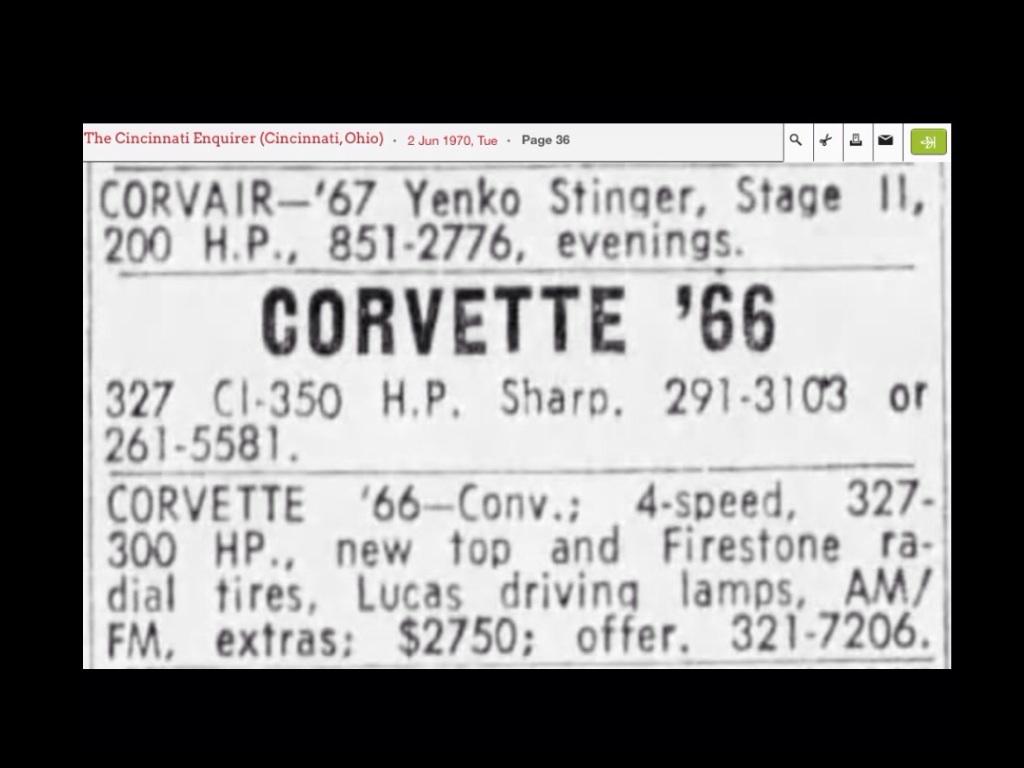 The Cincinnati Enquirer (Cincinnati, Ohio) · 2 Jun 1970, Tue · Page 36
CORVAIR—'67 Yenko Stinger, Stage II,
200 H.P., 851-2776, evenings.
CORVETTE '66
327 CI-350 H.P. Sharp. 291-3103 or
261-5581.
CORVETTE '66—Conv.; 4-speed, 327-
300 HP., new top and Firestone ra-
dial tires, Lucas driving lamps, AM/
FM, extras; $2750; offer. 321-7206.